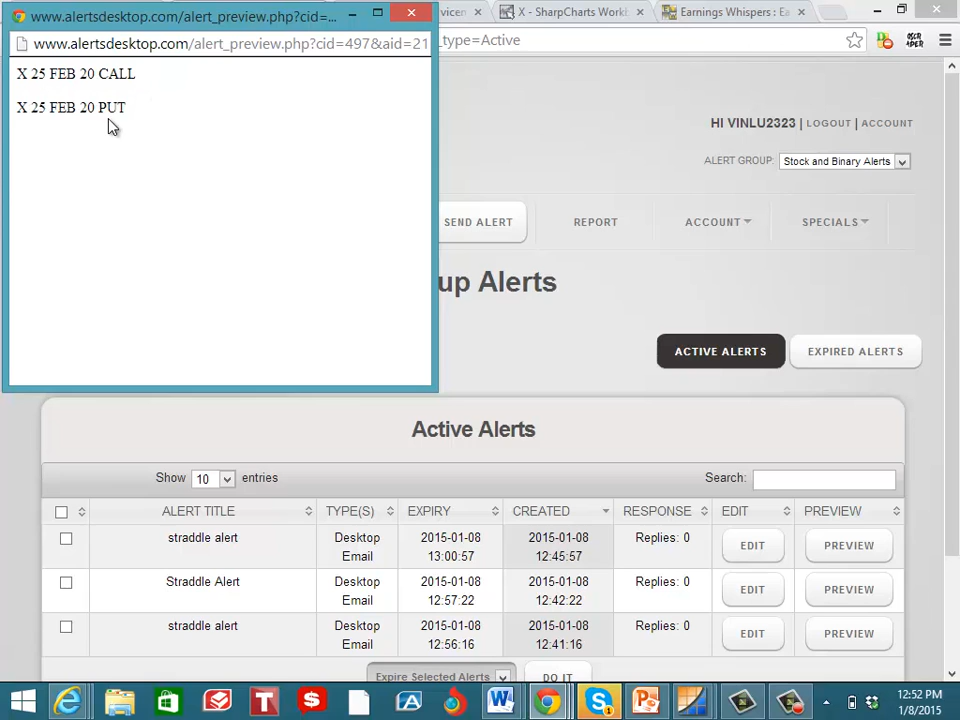 www.alertsdesktop.com/alert_preview.php?cid=...
X - SharpCharts Workb
Earnings Whispers : Ea
www.alertsdesktop.com/alert_preview.php?cid=497&aid=21
_type=Active
X 25 FEB 20 CALL
X 25 FEB 20 PUT
HI VINLU2323 | LOGOUT | ACCOUNT
ALERT GROUP: Stock and Binary Alerts
SEND ALERT
REPORT
ACCOUNT
SPECIALS
up Alerts
ACTIVE ALERTS
EXPIRED ALERTS
Active Alerts
Show 10 entries
Search:
ALERT TITLE TYPE(S) EXPIRY CREATED RESPONSE EDIT PREVIEW
straddle alert Desktop 2015-01-08 2015-01-08 Replies: 0 EDIT PREVIEW
Email 13:00:57 12:45:57
Straddle Alert Desktop 2015-01-08 2015-01-08 Replies: 0 EDIT PREVIEW
Email 12:57:22 12:42:22
straddle alert Desktop 2015-01-08 2015-01-08 Replies: 0 EDIT PREVIEW
Email 12:56:16 12:41:16
Expire Selected Alerts
DO IT
12:52 PM
1/8/2015